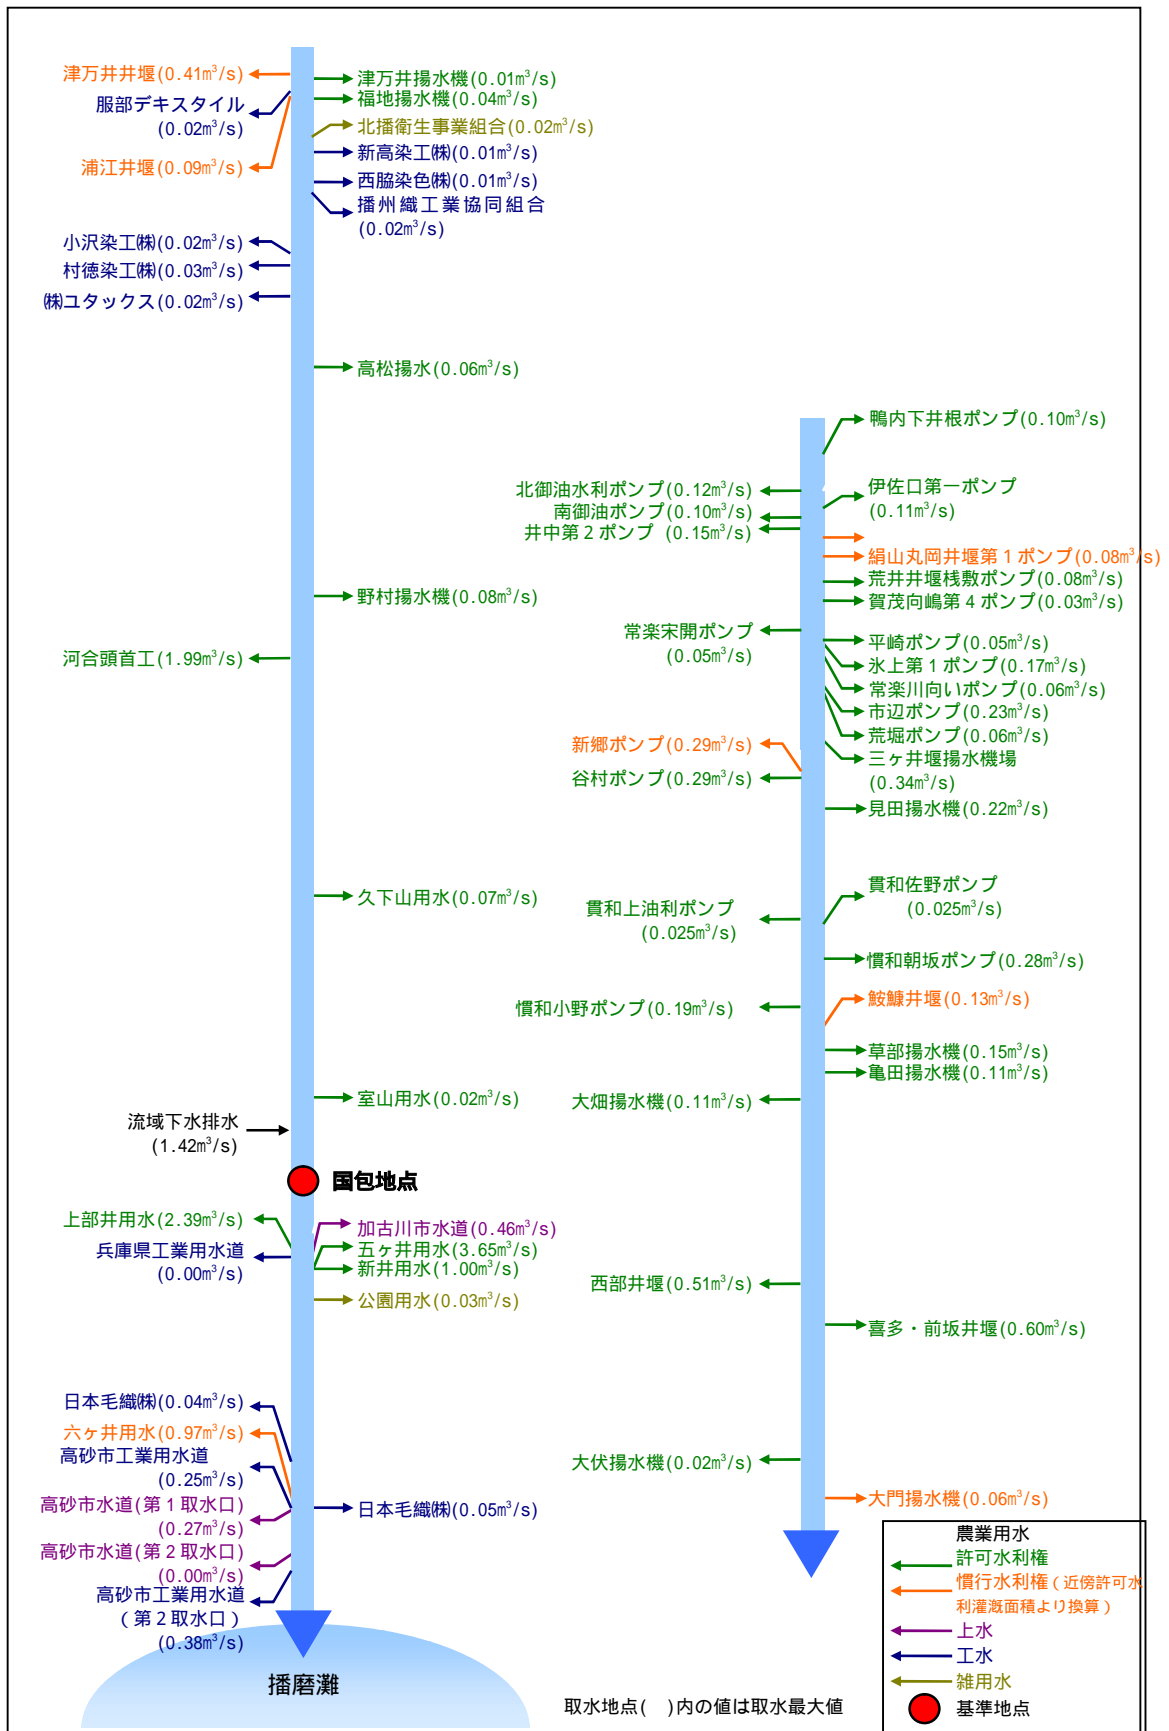 津万井井堰(0.41m³/s)
服部デキスタイル
(0.02m³/s)
浦江井堰(0.09m³/s)
小沢染工㈱(0.02m³/s)
村徳染工㈱(0.03m³/s)
㈱ユタックス(0.02m³/s)
河合頭首工(1.99m³/s)
流域下水排水
(1.42m³/s)
上部井用水(2.39m³/s)
兵庫県工業用水道
(0.00m³/s)
日本毛織㈱(0.04m³/s)
六ヶ井用水(0.97m³/s)
高砂市工業用水道
(0.25m³/s)
高砂市水道(第1取水口)
(0.27m³/s)
高砂市水道(第2取水口)
(0.00m³/s)
高砂市工業用水道
(第2取水口)
(0.38m³/s)
津万井揚水機(0.01m³/s)
福地揚水機(0.04m³/s)
北播衛生事業組合(0.02m³/s)
新高染工㈱(0.01m³/s)
西脇染色㈱(0.01m³/s)
播州織工業協同組合
(0.02m³/s)
高松揚水(0.06m³/s)
野村揚水機(0.08m³/s)
久下山用水(0.07m³/s)
室山用水(0.02m³/s)
国包地点
加古川市水道(0.46m³/s)
五ヶ井用水(3.65m³/s)
新井用水(1.00m³/s)
公園用水(0.03m³/s)
日本毛織㈱(0.05m³/s)
播磨灘
北御油水利ポンプ(0.12m³/s)
南御油ポンプ(0.10m³/s)
井中第2ポンプ (0.15m³/s)
常楽宋開ポンプ
(0.05m³/s)
新郷ポンプ(0.29m³/s)
谷村ポンプ(0.29m³/s)
貫和上油利ポンプ
(0.025m³/s)
慣和小野ポンプ(0.19m³/s)
大畑揚水機(0.11m³/s)
西部井堰(0.51m³/s)
大伏揚水機(0.02m³/s)
鴨内下井根ポンプ(0.10m³/s)
伊佐口第一ポンプ
(0.11m³/s)
絹山丸岡井堰第1ポンプ(0.08m³/s)
荒井井堰桟敷ポンプ(0.08m³/s)
賀茂向嶋第4ポンプ(0.03m³/s)
平崎ポンプ(0.05m³/s)
氷上第1ポンプ(0.17m³/s)
常楽川向いポンプ(0.06m³/s)
市辺ポンプ(0.23m³/s)
荒堀ポンプ(0.06m³/s)
三ヶ井堰揚水機場
(0.34m³/s)
見田揚水機(0.22m³/s)
貫和佐野ポンプ
(0.025m³/s)
慣和朝坂ポンプ(0.28m³/s)
鮟鱇井堰(0.13m³/s)
草部揚水機(0.15m³/s)
亀田揚水機(0.11m³/s)
喜多・前坂井堰(0.60m³/s)
大門揚水機(0.06m³/s)
取水地点(　)内の値は取水最大値
農業用水
許可水利権
慣行水利権(近傍許可水
利灌漑面積より換算)
上水
工水
雑用水
基準地点